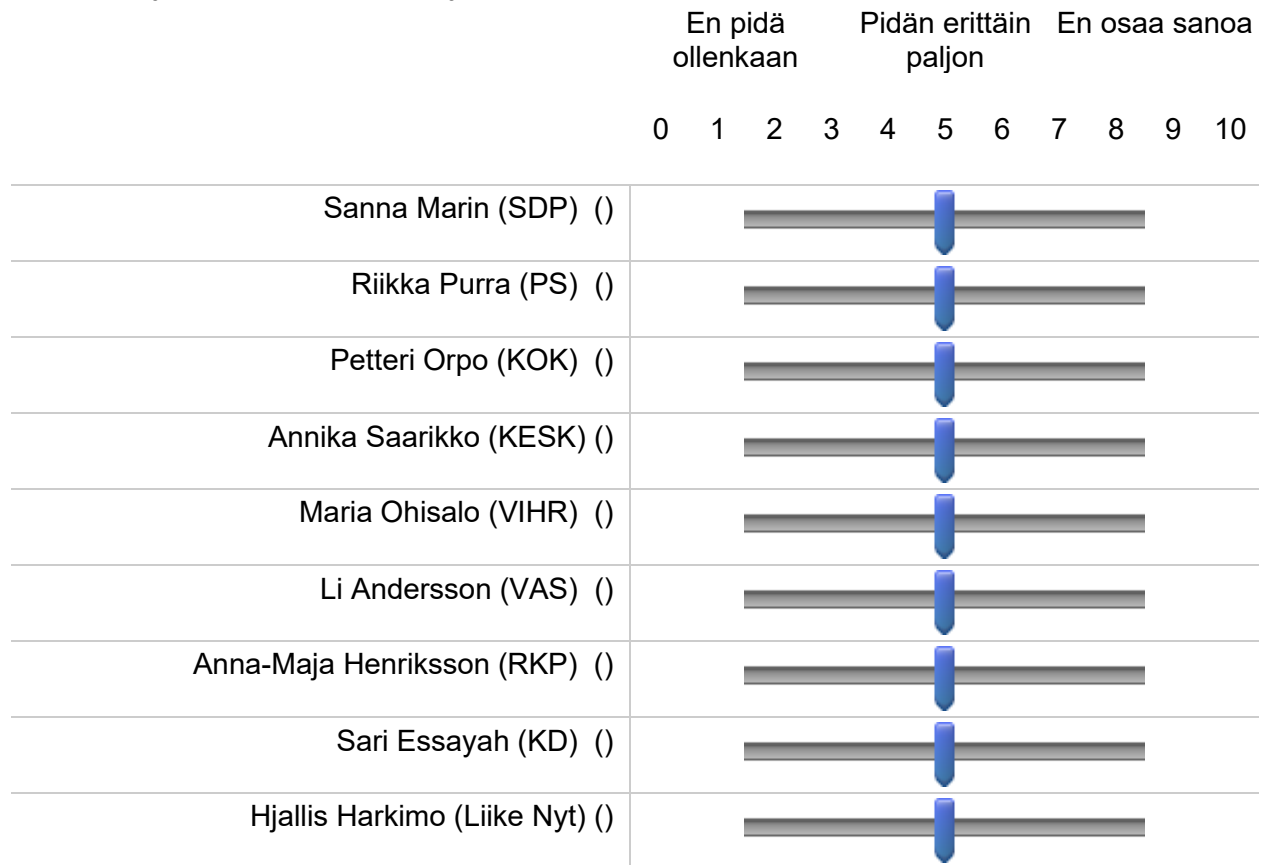 En pidä ollenkaan
Pidän erittäin paljon
En osaa sanoa
0 1 2 3 4 5 6 7 8 9 10
Sanna Marin (SDP) ()
Riikka Purra (PS) ()
Petteri Orpo (KOK) ()
Annika Saarikko (KESK) ()
Maria Ohisalo (VIHR) ()
Li Andersson (VAS) ()
Anna-Maja Henriksson (RKP) ()
Sari Essayah (KD) ()
Hjallis Harkimo (Liike Nyt) ()